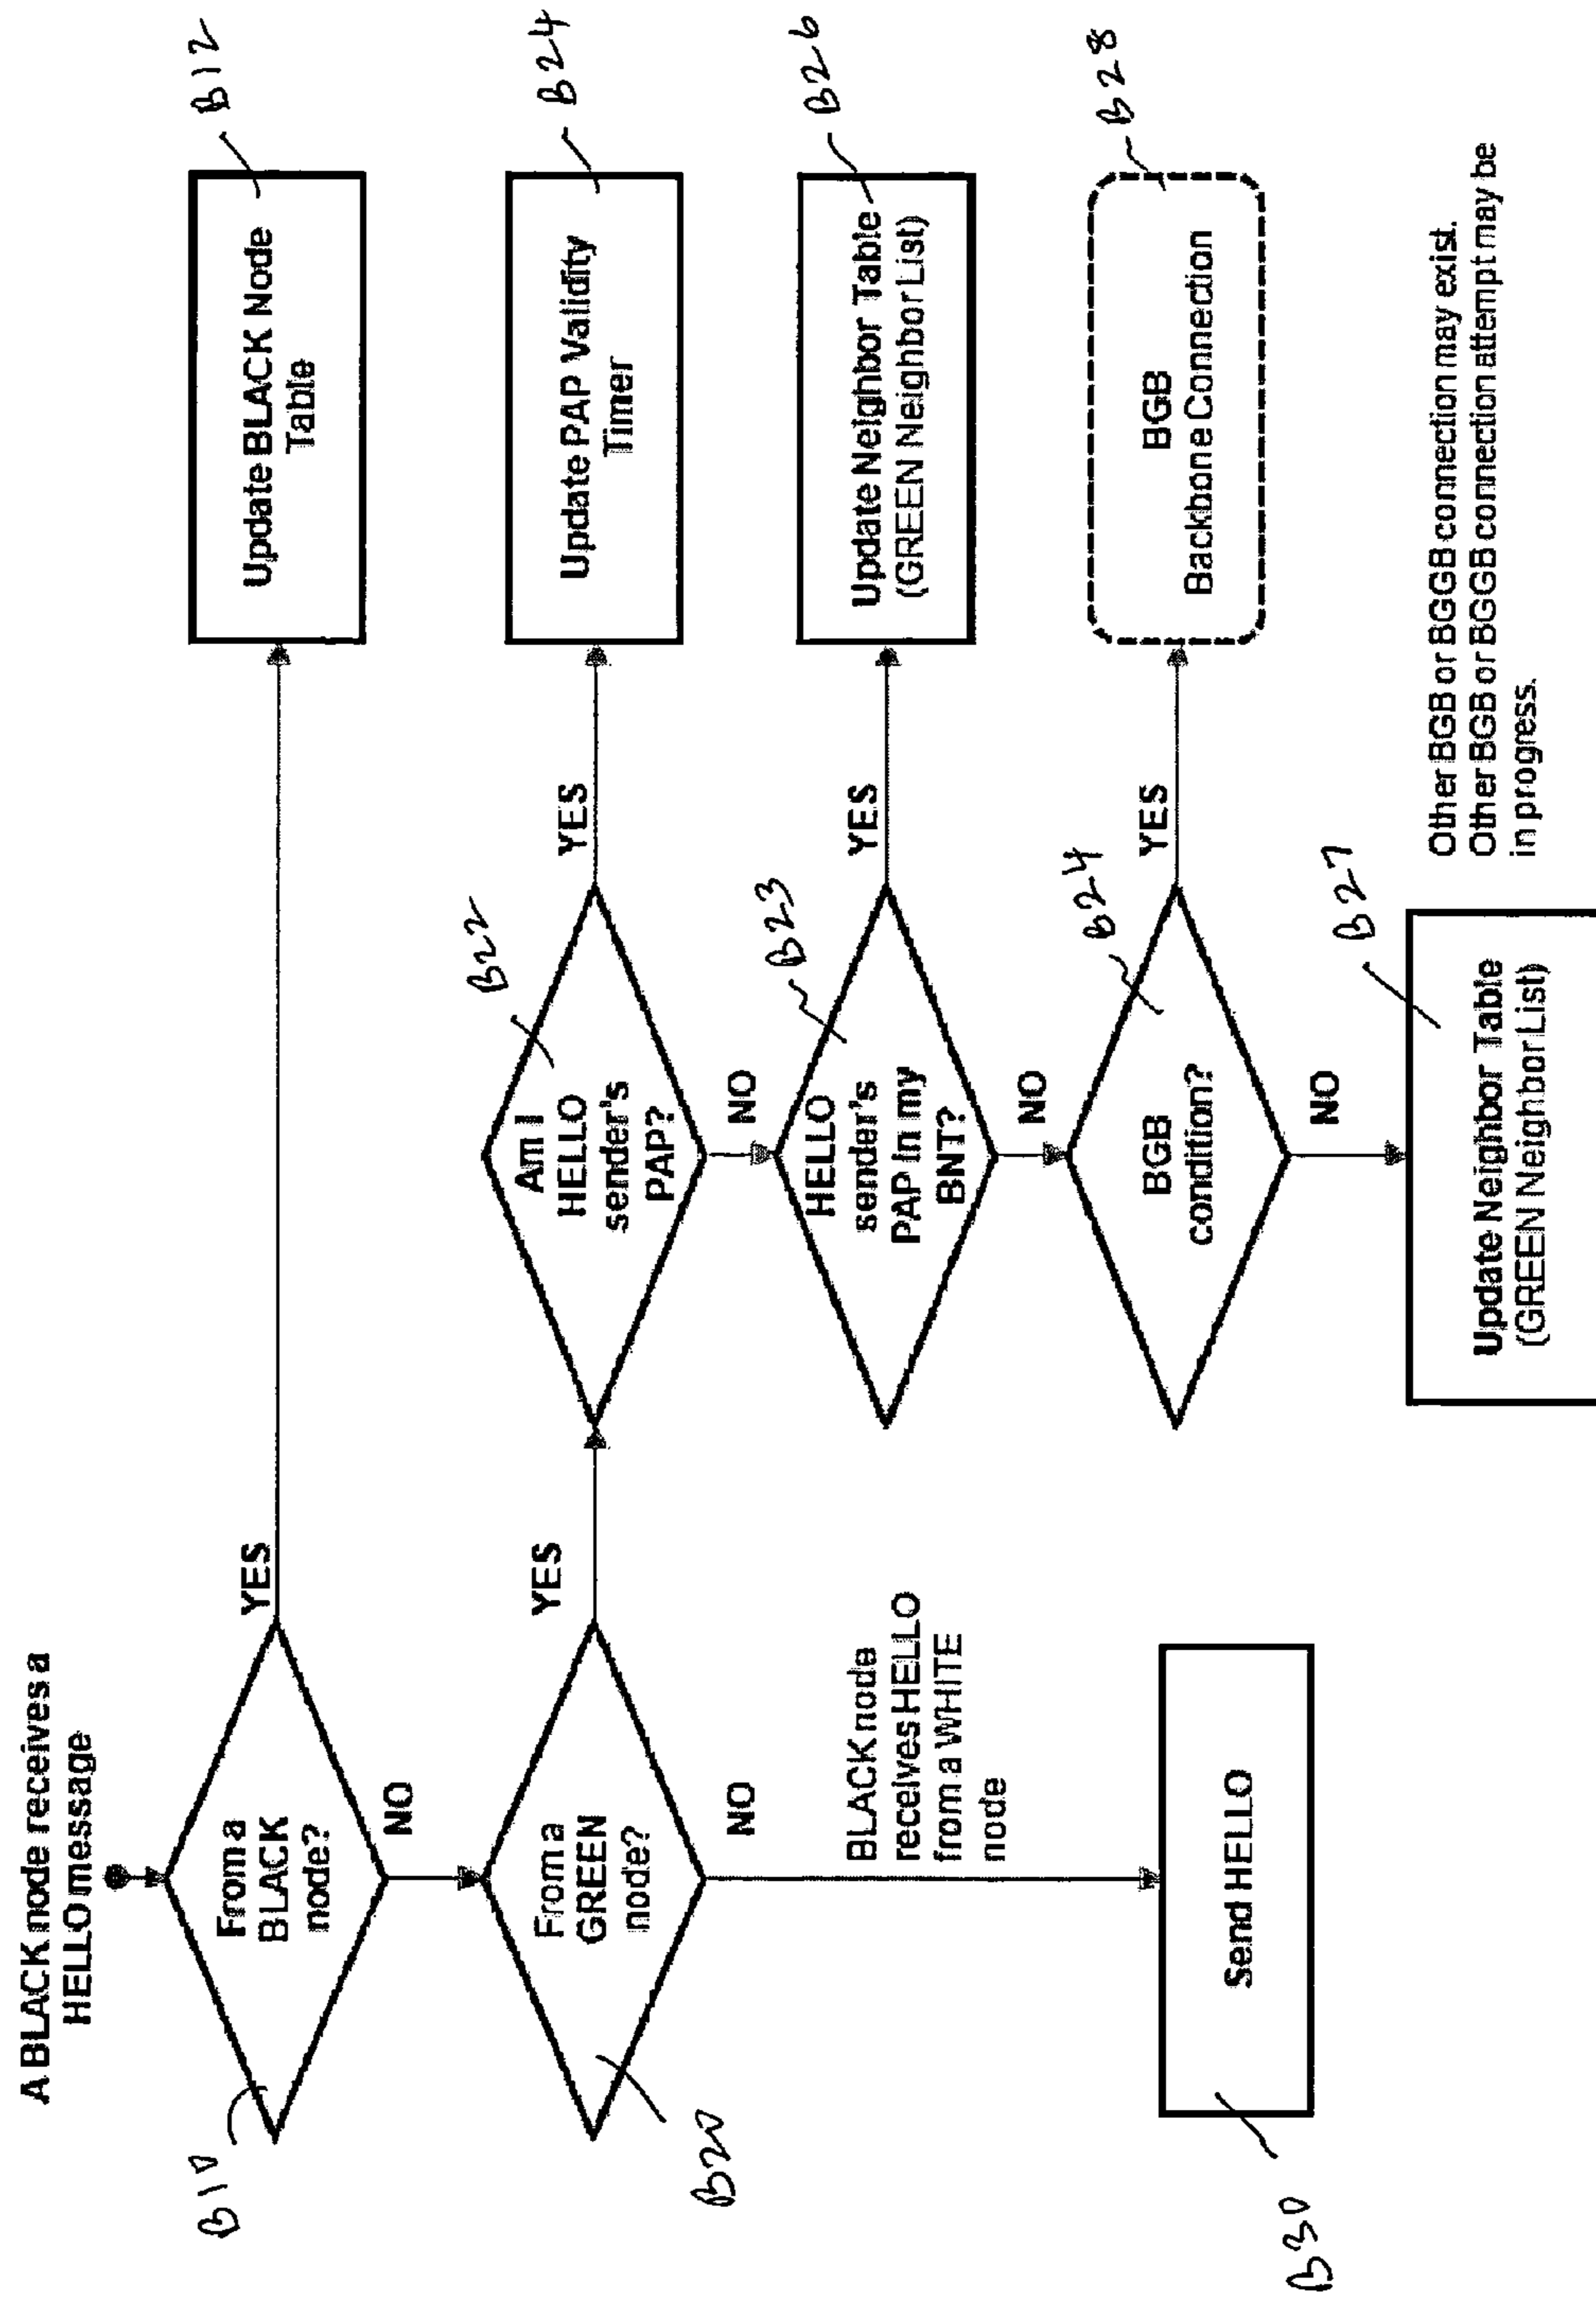 A BLACK node receives a
HELLO message
From a
BLACK
node?
B10
YES
NO
Update BLACK Node
Table
B12
From a
GREEN
node?
B20
YES
NO
Am I
HELLO
sender's
PAP?
B22
YES
NO
Update PAP Validity
Timer
B24
HELLO
sender's
PAP in my
BNT?
B23
YES
NO
Update Neighbor Table
(GREEN Neighbor List)
B26
BGB
condition?
B24
YES
NO
BGB
Backbone Connection
B28
BLACK node
receives HELLO
from a WHITE
node
Send HELLO
B30
Update Neighbor Table
(GREEN Neighbor List)
B27
Other BGB or BGGB connection may exist.
Other BGB or BGGB connection attempt may be
in progress.